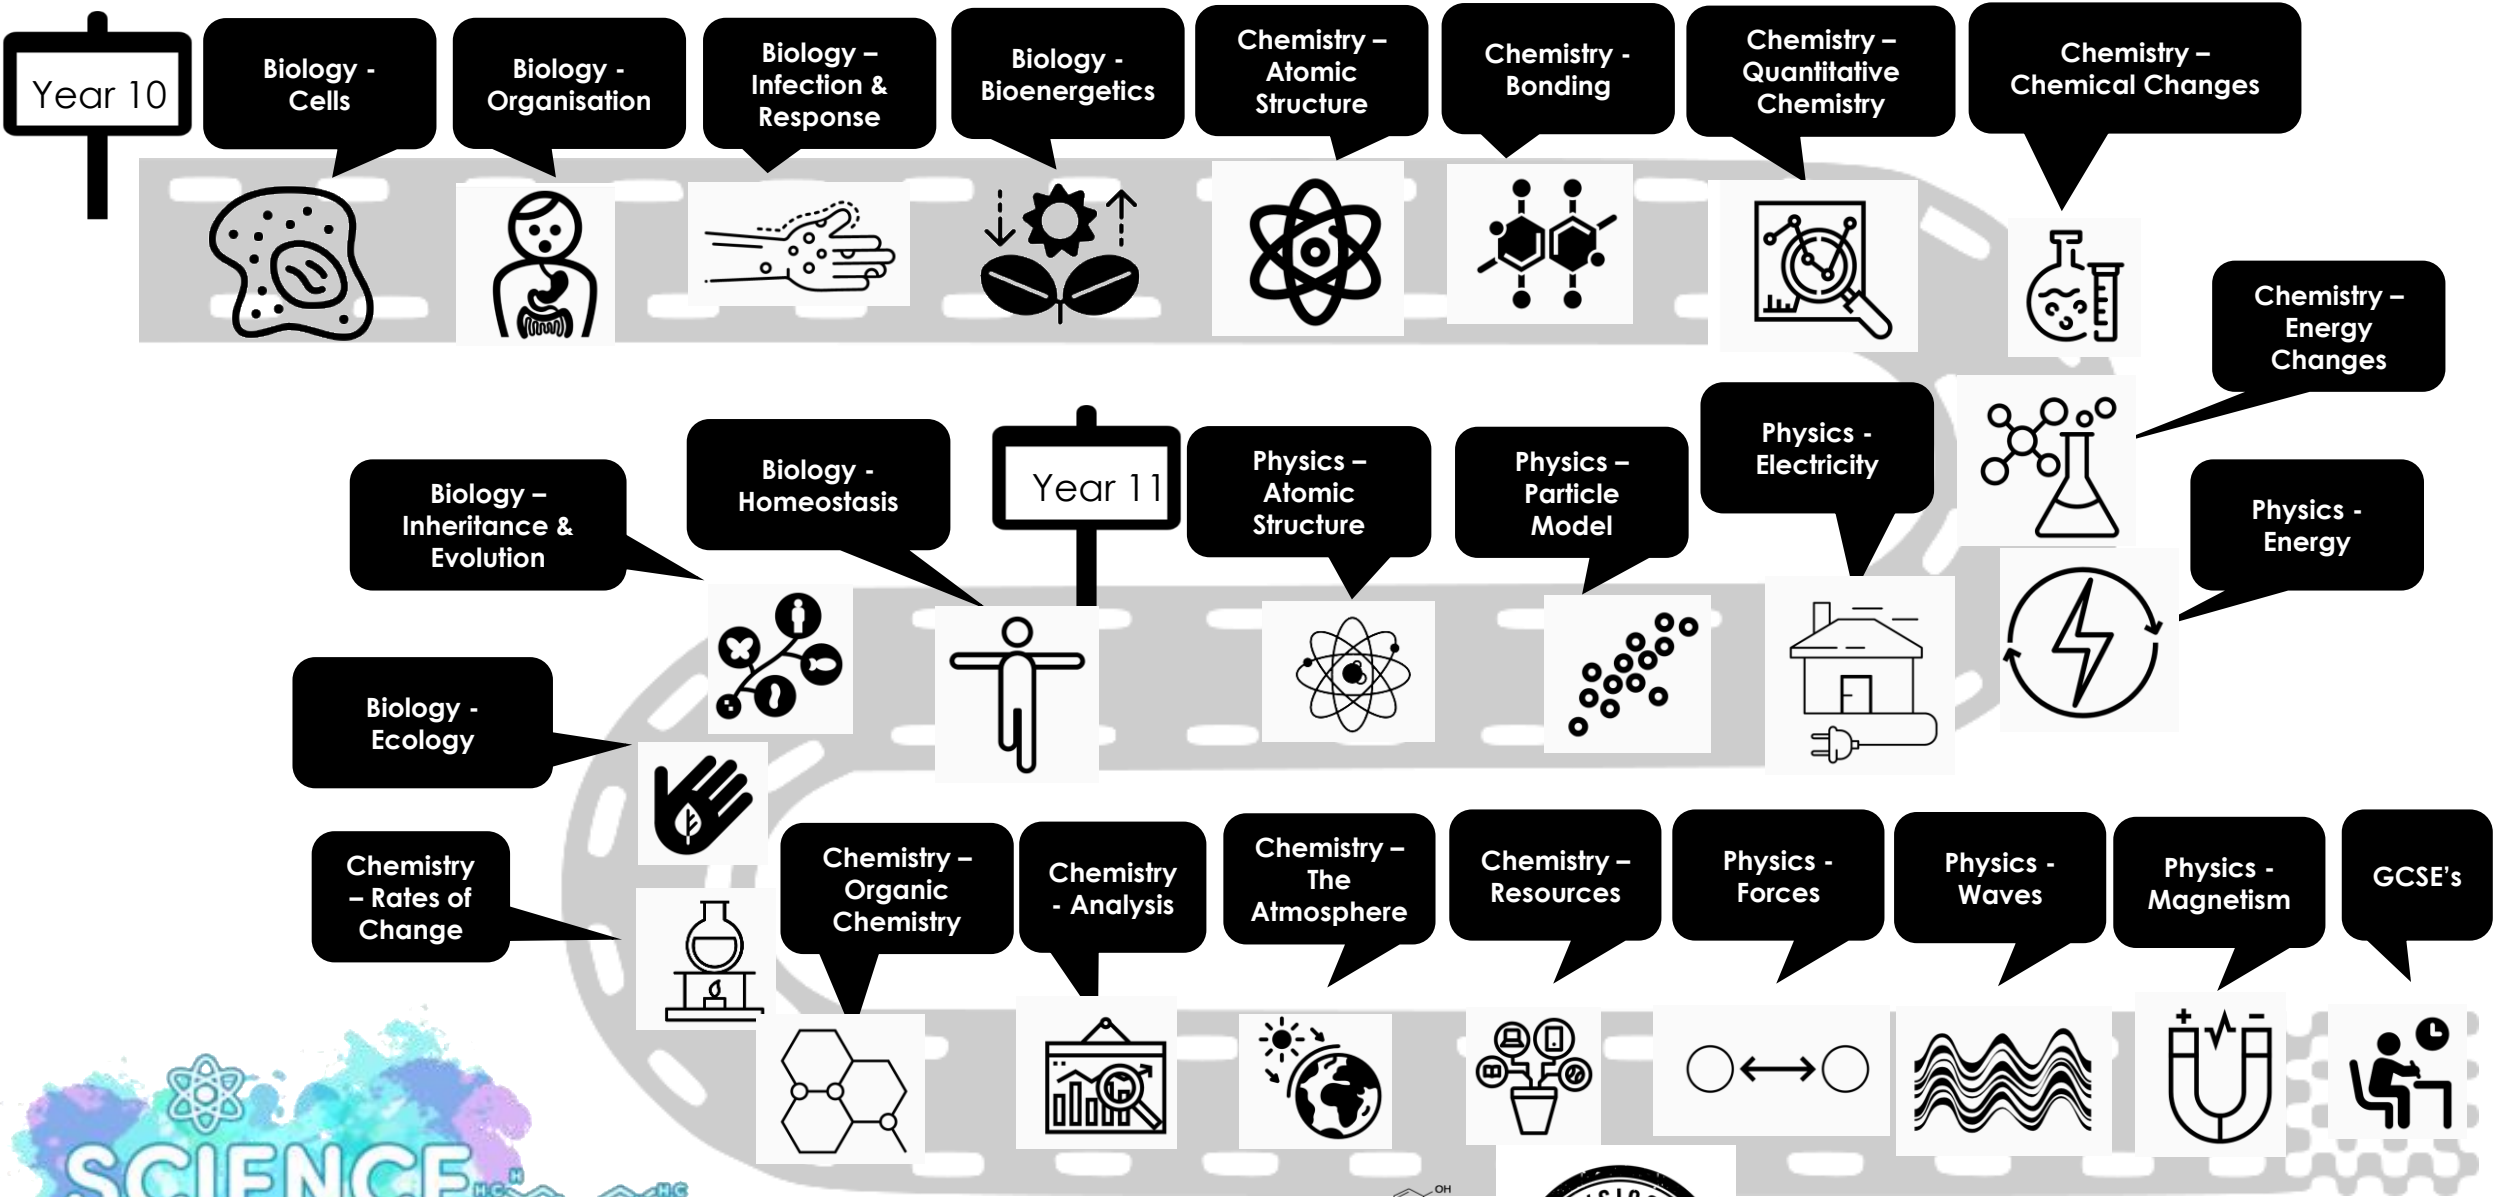 Year 10
Biology -
Cells
Biology -
Organisation
Biology –
Infection &
Response
Biology -
Bioenergetics
Chemistry –
Atomic
Structure
Chemistry -
Bonding
Chemistry –
Quantitative
Chemistry
Chemistry –
Chemical Changes
Chemistry –
Energy
Changes
Physics -
Energy
Physics -
Electricity
Physics –
Particle
Model
Physics –
Atomic
Structure
Year 11
Biology -
Homeostasis
Biology –
Inheritance &
Evolution
Biology -
Ecology
Chemistry
– Rates of
Change
Chemistry –
Organic
Chemistry
Chemistry
- Analysis
Chemistry –
The
Atmosphere
Chemistry –
Resources
Physics -
Forces
Physics -
Waves
Physics -
Magnetism
GCSE's
SCIENCE
H
H₃C
H₃C
OH